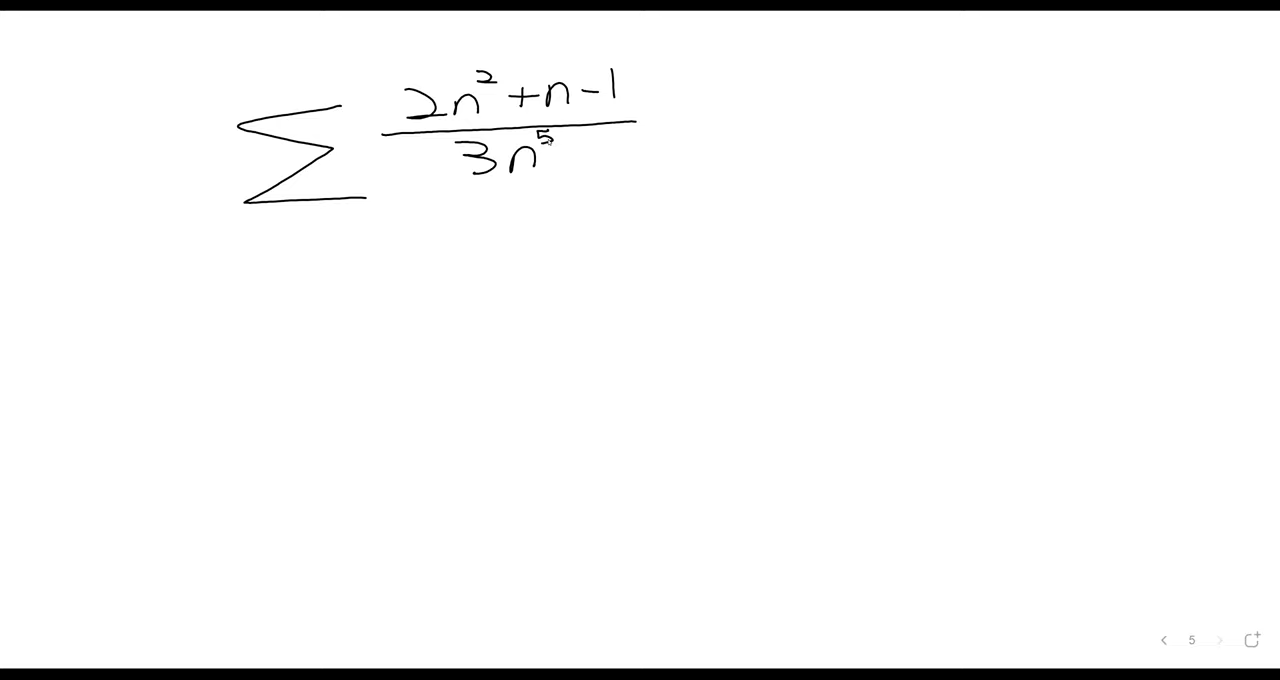 ∑ (2n² + n - 1) / (3n⁵)
5